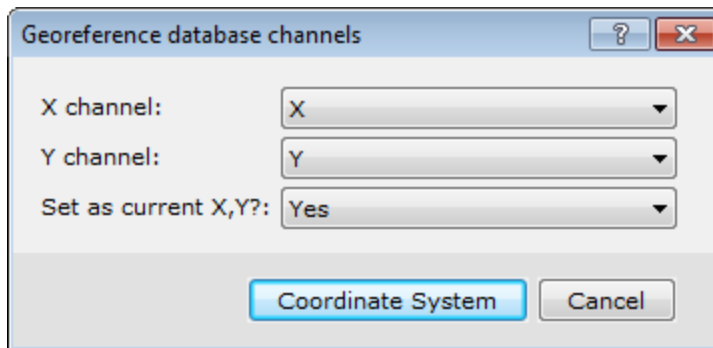 Georeference database channels ?
X channel: X
Y channel: Y
Set as current X,Y?: Yes
Coordinate System Cancel